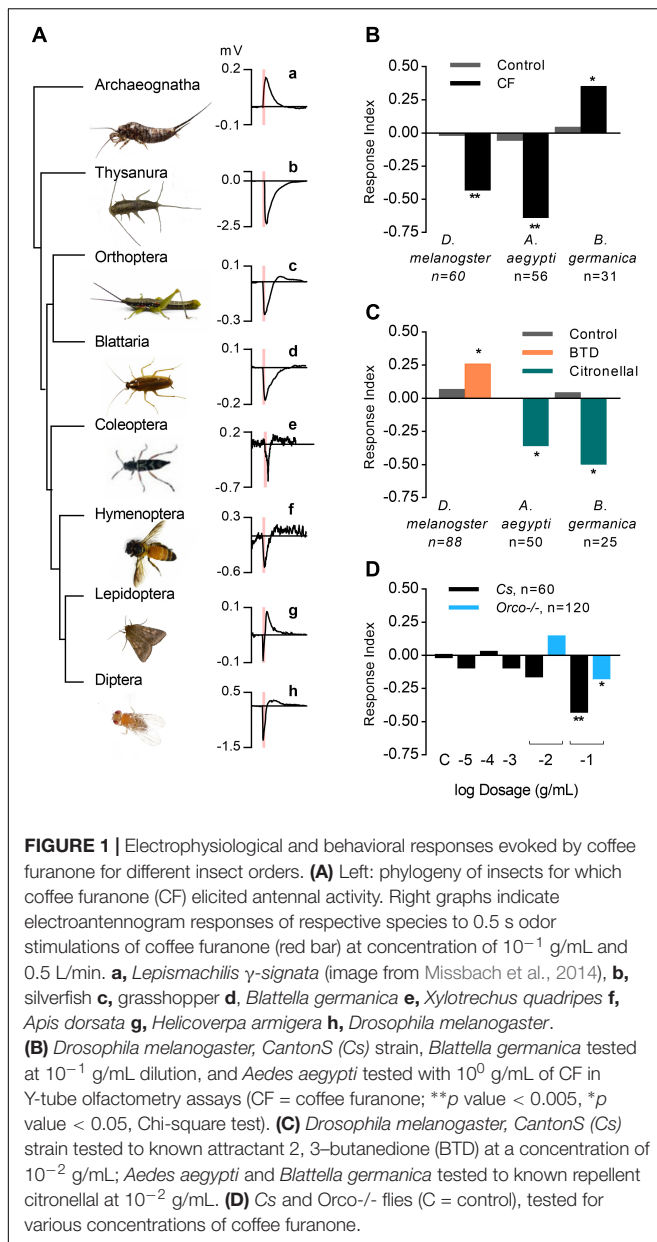 A
mV
Archaeognatha
0.2
-0.1
a
Thysanura
0.0
-2.5
b
Orthoptera
0.1
-0.3
c
Blattaria
0.1
-0.2
d
Coleoptera
0.2
-0.7
e
Hymenoptera
0.3
-0.6
f
Lepidoptera
0.1
-0.1
g
Diptera
0.5
-1.5
h
B
Control
CF
Response Index
0.50
0.25
0.00
-0.25
-0.50
-0.75
**
**
*
D. melanogster n=60
A. aegypti n=56
B. germanica n=31
C
Control
BTD
Citronellal
Response Index
0.50
0.25
0.00
-0.25
-0.50
-0.75
*
*
*
D. melanogster n=88
A. aegypti n=50
B. germanica n=25
D
Cs, n=60
Orco-/-, n=120
Response Index
0.50
0.25
0.00
-0.25
-0.50
-0.75
**
*
C -5 -4 -3 -2 -1
log Dosage (g/mL)
FIGURE 1 | Electrophysiological and behavioral responses evoked by coffee
furanone for different insect orders. (A) Left: phylogeny of insects for which
coffee furanone (CF) elicited antennal activity. Right graphs indicate
electroantennogram responses of respective species to 0.5 s odor
stimulations of coffee furanone (red bar) at concentration of 10⁻¹ g/mL and
0.5 L/min. a, Lepismachilis γ-signata (image from Missbach et al., 2014), b,
silverfish c, grasshopper d, Blattella germanica e, Xylotrechus quadripes f,
Apis dorsata g, Helicoverpa armigera h, Drosophila melanogaster.
(B) Drosophila melanogaster, CantonS (Cs) strain, Blattella germanica tested
at 10⁻¹ g/mL dilution, and Aedes aegypti tested with 10⁰ g/mL of CF in
Y-tube olfactometry assays (CF = coffee furanone; **p value < 0.005, *p
value < 0.05, Chi-square test). (C) Drosophila melanogaster, CantonS (Cs)
strain tested to known attractant 2, 3–butanedione (BTD) at a concentration of
10⁻² g/mL; Aedes aegypti and Blattella germanica tested to known repellent
citronellal at 10⁻² g/mL. (D) Cs and Orco-/- flies (C = control), tested for
various concentrations of coffee furanone.